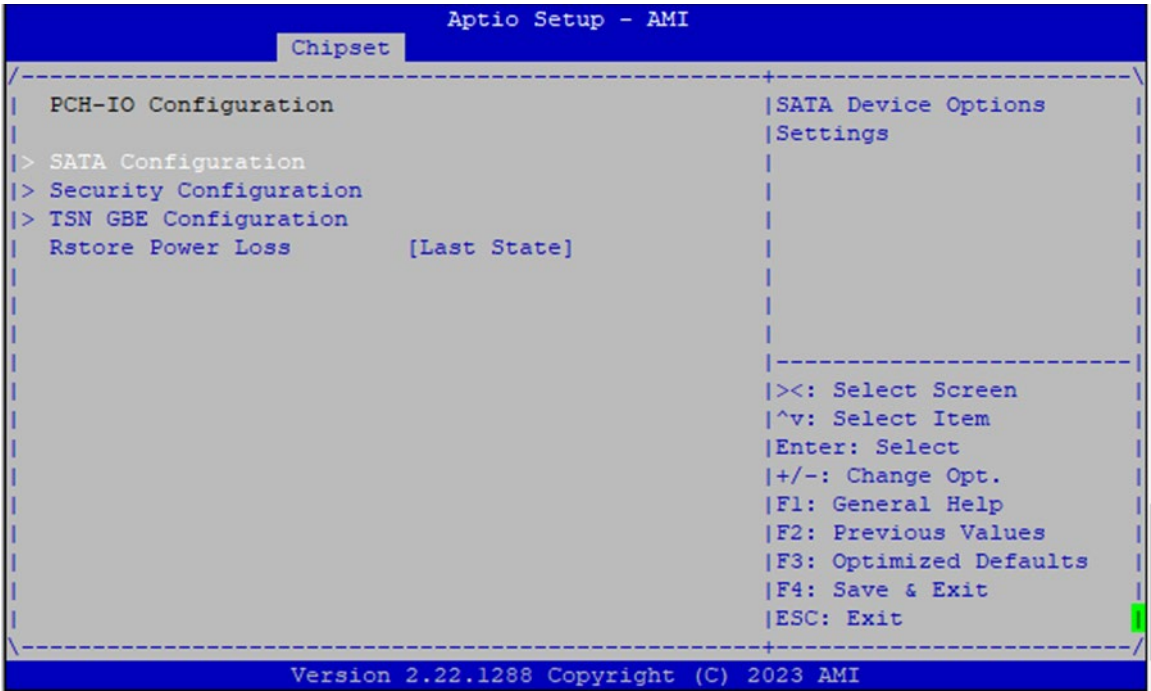 Aptio Setup - AMI
Chipset
/----------------------------------------------------+-------------------------\
| PCH-IO Configuration |SATA Device Options |
| |Settings |
|> SATA Configuration | |
|> Security Configuration | |
|> TSN GBE Configuration | |
| Rstore Power Loss [Last State] | |
| | |
| | |
| | |
| |-------------------------|
| |><: Select Screen |
| |^v: Select Item |
| |Enter: Select |
| |+/-: Change Opt. |
| |F1: General Help |
| |F2: Previous Values |
| |F3: Optimized Defaults |
| |F4: Save & Exit |
| |ESC: Exit |
\----------------------------------------------------+-------------------------/
Version 2.22.1288 Copyright (C) 2023 AMI